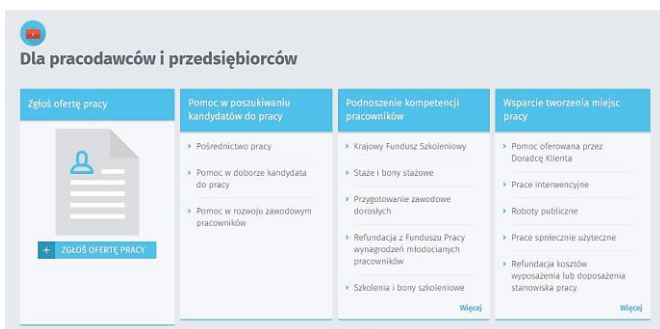 Dla pracodawców i przedsiębiorców
Zgłoś ofertę pracy
+ ZGŁOŚ OFERTĘ PRACY
Pomoc w poszukiwaniu
kandydatów do pracy
Pośrednictwo pracy
Pomoc w doborze kandydata
do pracy
Pomoc w rozwoju zawodowym
pracowników
Podnoszenie kompetencji
pracowników
Krajowy Fundusz Szkoleniowy
Staże i bony stażowe
Przygotowanie zawodowe
dorosłych
Refundacja z Funduszu Pracy
wynagrodzeń młodocianych
pracowników
Szkolenia i bony szkoleniowe
Więcej
Wsparcie tworzenia miejsc
pracy
Pomoc oferowana przez
Doradcę Klienta
Prace interwencyjne
Roboty publiczne
Prace społecznie użyteczne
Refundacja kosztów
wyposażenia lub doposażenia
stanowiska pracy
Więcej